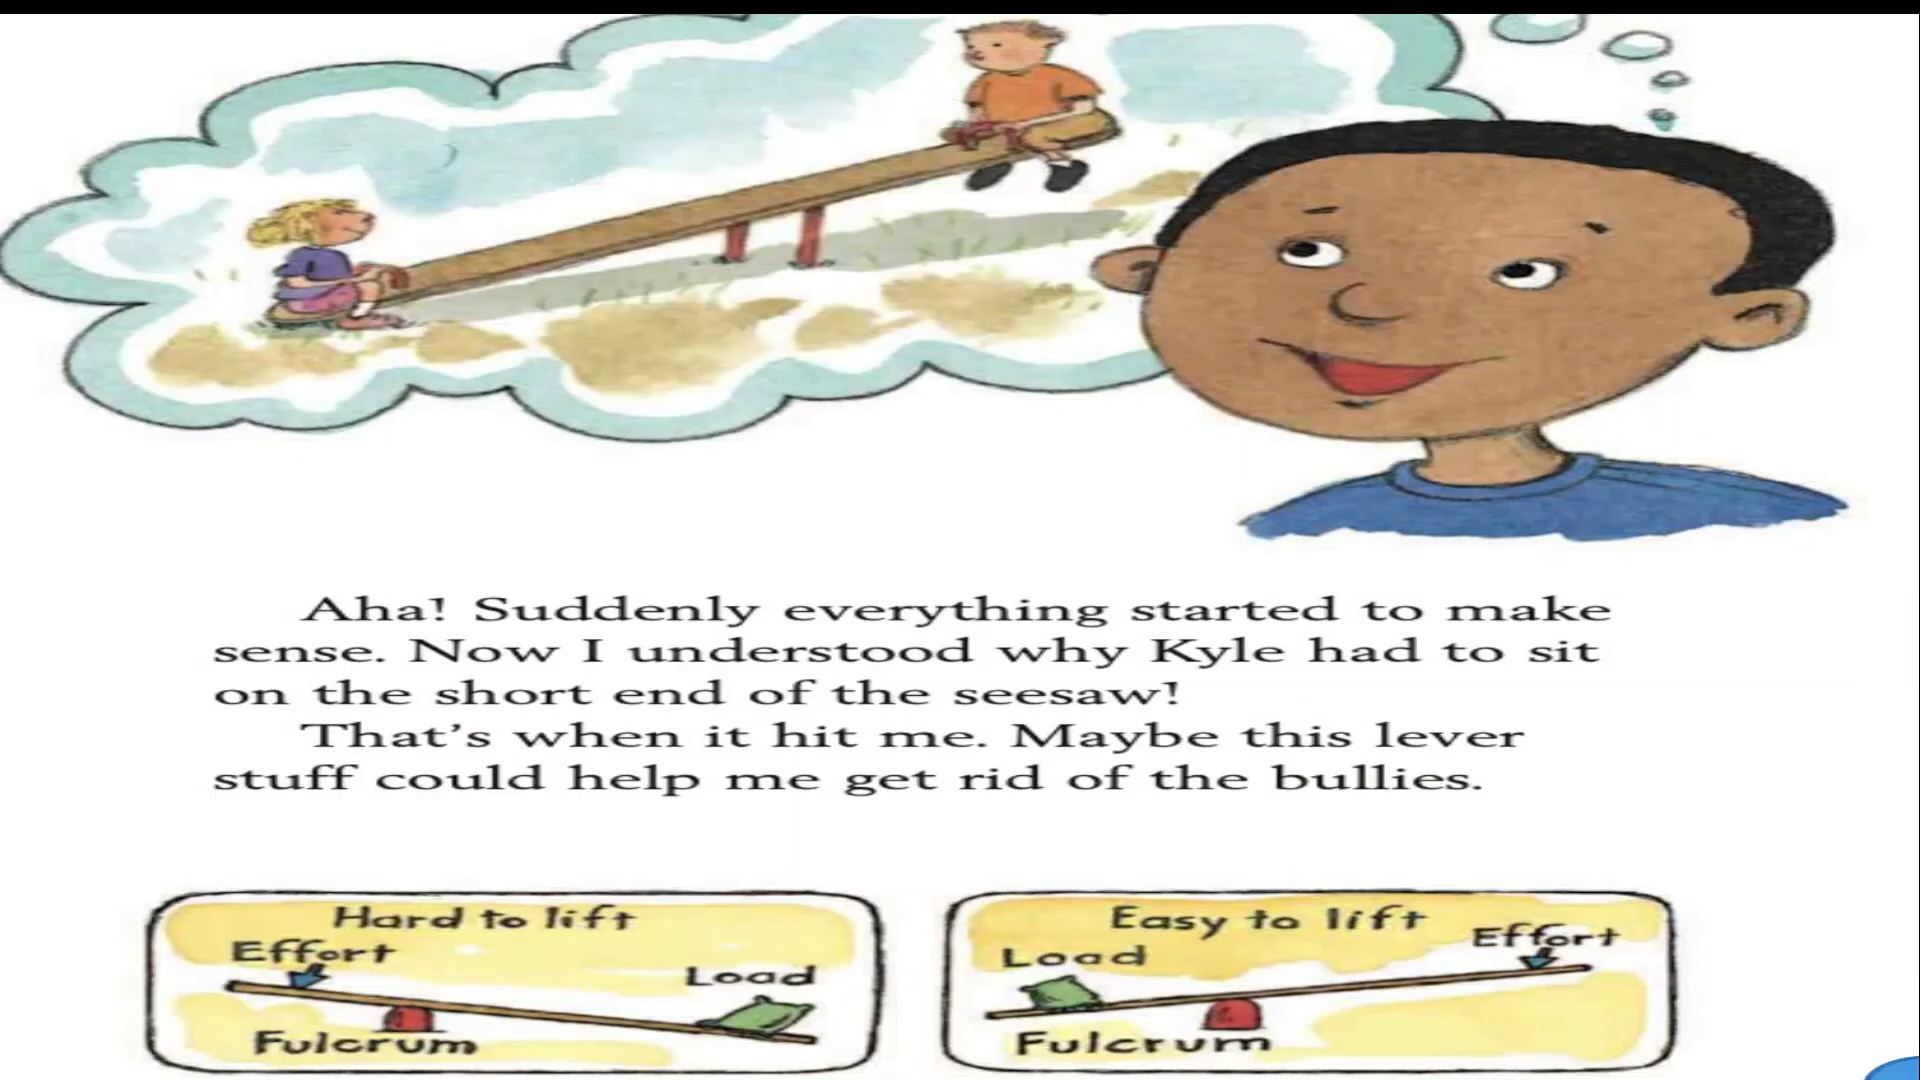 Aha! Suddenly everything started to make
sense. Now I understood why Kyle had to sit
on the short end of the seesaw!
That's when it hit me. Maybe this lever
stuff could help me get rid of the bullies.
Hard to lift
Effort
Load
Fulcrum
Easy to lift
Effort
Load
Fulcrum